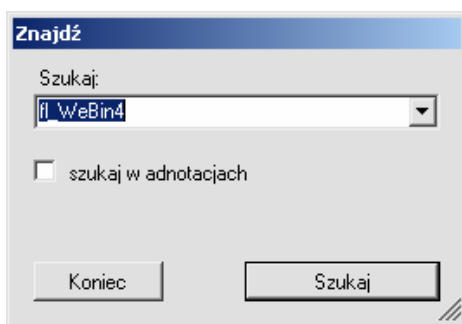 Znajdź
Szukaj:
fl_WeBin4
szukaj w adnotacjach
Koniec
Szukaj